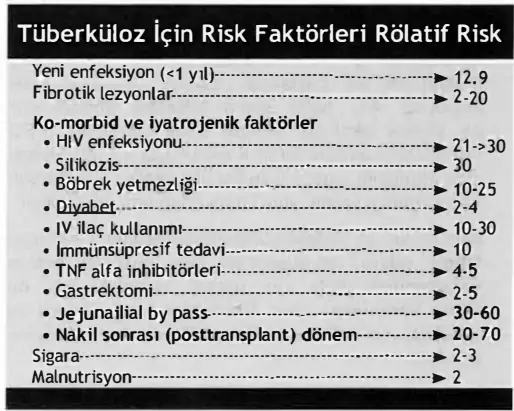 Tüberküloz İçin Risk Faktörleri Rölatif Risk
Yeni enfeksiyon (<1 yıl) 12.9
Fibrotik lezyonlar 2-20
Ko-morbid ve iyatrojenik faktörler
• HIV enfeksiyonu 21->30
• Silikozis 30
• Böbrek yetmezliği 10-25
• Diyabet 2-4
• IV ilaç kullanımı 10-30
• İmmünsüpresif tedavi 10
• TNF alfa inhibitörleri 4-5
• Gastrektomi 2-5
• Jejunailial by pass 30-60
• Nakil sonrası (posttransplant) dönem 20-70
Sigara 2-3
Malnutrisyon 2